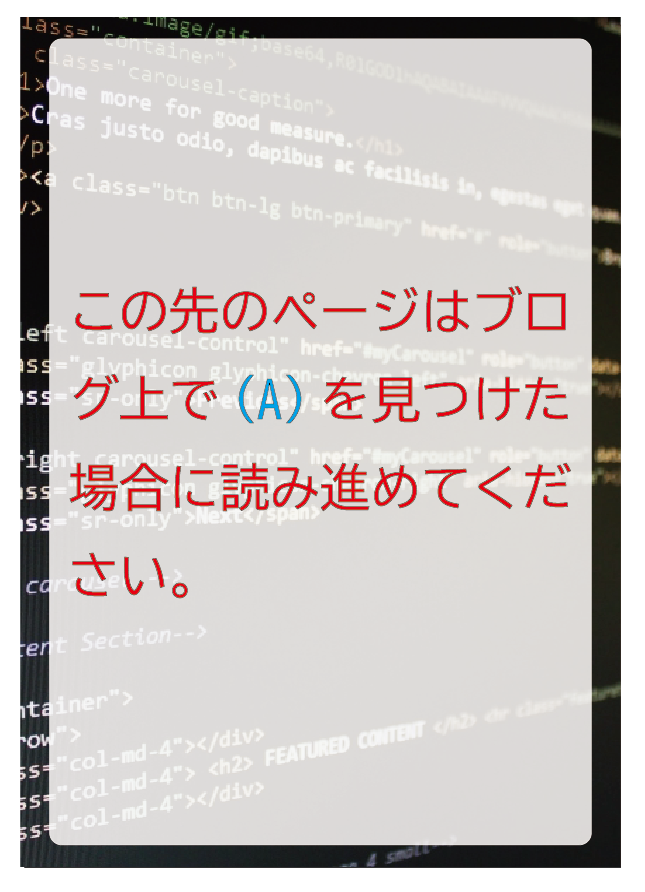 .image/gif;base64,
lass="
"container">
class="carousel-caption">
1>One more for good measure.</h1>
>Cras justo odio, dapibus ac facilisis in, egestas eget quam.
/p>
><a class="btn btn-lg btn-primary" href="#" role="button">
/>
この先のページはブロ
left carousel-control" href="#myCarousel" role="button" data
ass="glyphicon glyphicon-chevron-left"
グ上で(A)を見つけた
ss="sr-only">Previous</span>
right carousel-control" href="#myCarousel" role="button" data
場合に読み進めてくだ
ass="glyphicon
ss="sr-only">Next</span>
さい。
carousel -->
tent Section-->
ntainer">
row">
ss="col-md-4"></div>
ss="col-md-4"> <h2> FEATURED CONTENT </h2> <hr class="
ss="col-md-4"></div>